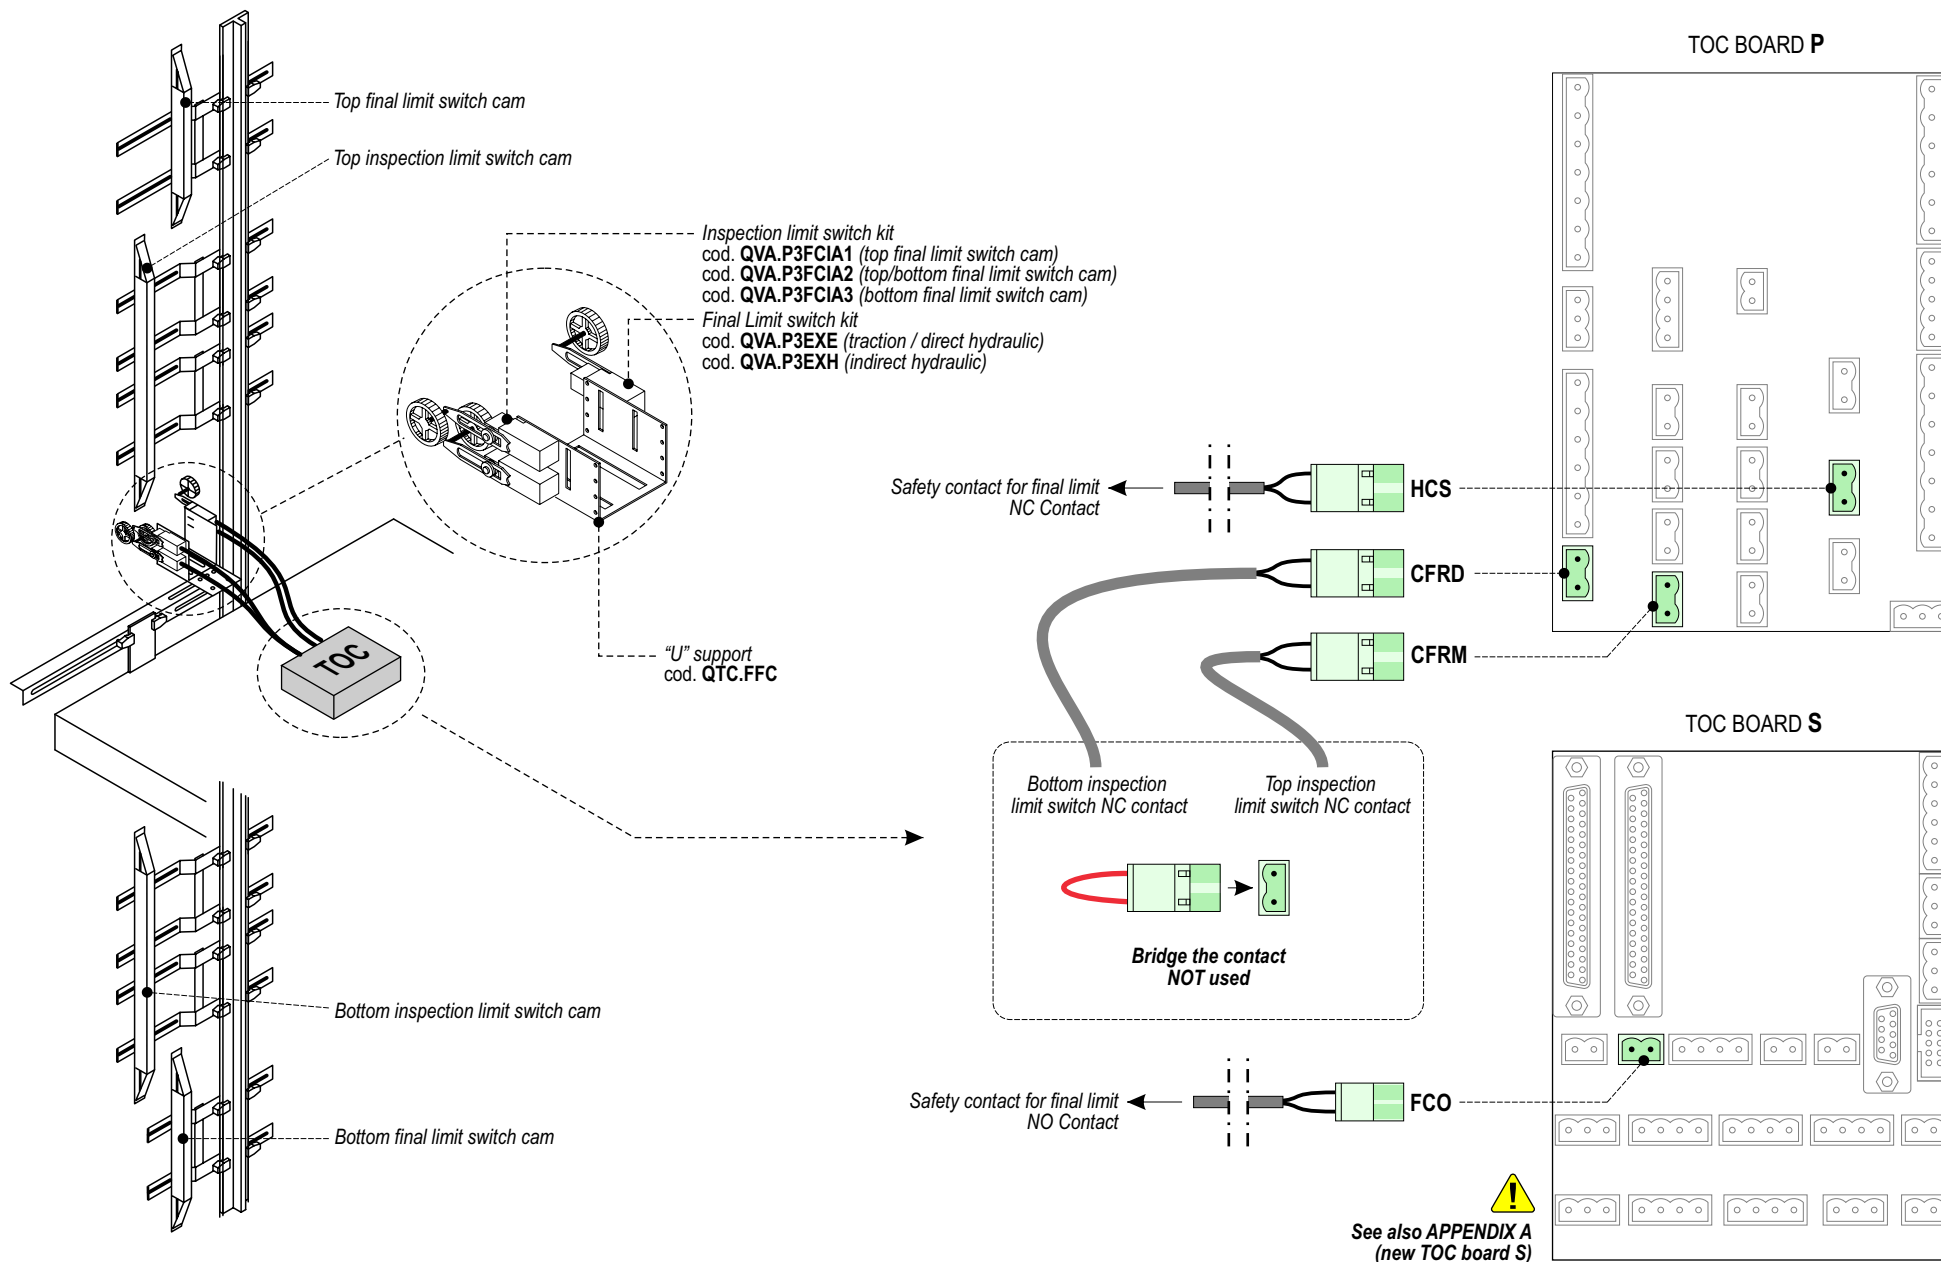 TOC BOARD P
Top final limit switch cam
Top inspection limit switch cam
Inspection limit switch kit
cod. QVA.P3FCIA1 (top final limit switch cam)
cod. QVA.P3FCIA2 (top/bottom final limit switch cam)
cod. QVA.P3FCIA3 (bottom final limit switch cam)
Final Limit switch kit
cod. QVA.P3EXE (traction / direct hydraulic)
cod. QVA.P3EXH (indirect hydraulic)
Safety contact for final limit
NC Contact
HCS
CFRD
CFRM
TOC
“U” support
cod. QTC.FFC
TOC BOARD S
Bottom inspection
limit switch NC contact
Top inspection
limit switch NC contact
Bridge the contact
NOT used
Bottom inspection limit switch cam
Bottom final limit switch cam
Safety contact for final limit
NO Contact
FCO
!
See also APPENDIX A
(new TOC board S)